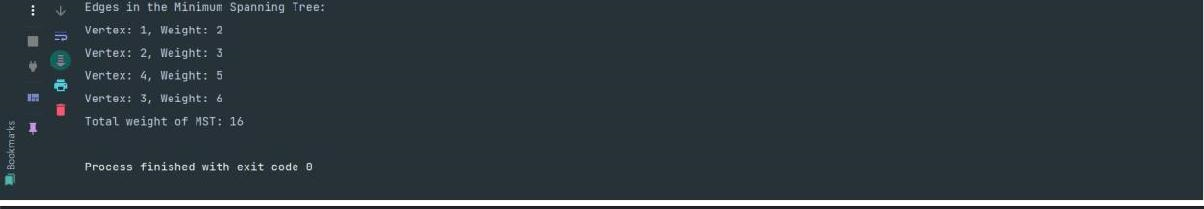 Edges in the Minimum Spanning Tree:
Vertex: 1, Weight: 2
Vertex: 2, Weight: 3
Vertex: 4, Weight: 5
Vertex: 3, Weight: 6
Total weight of MST: 16
Process finished with exit code 0
Bookmarks